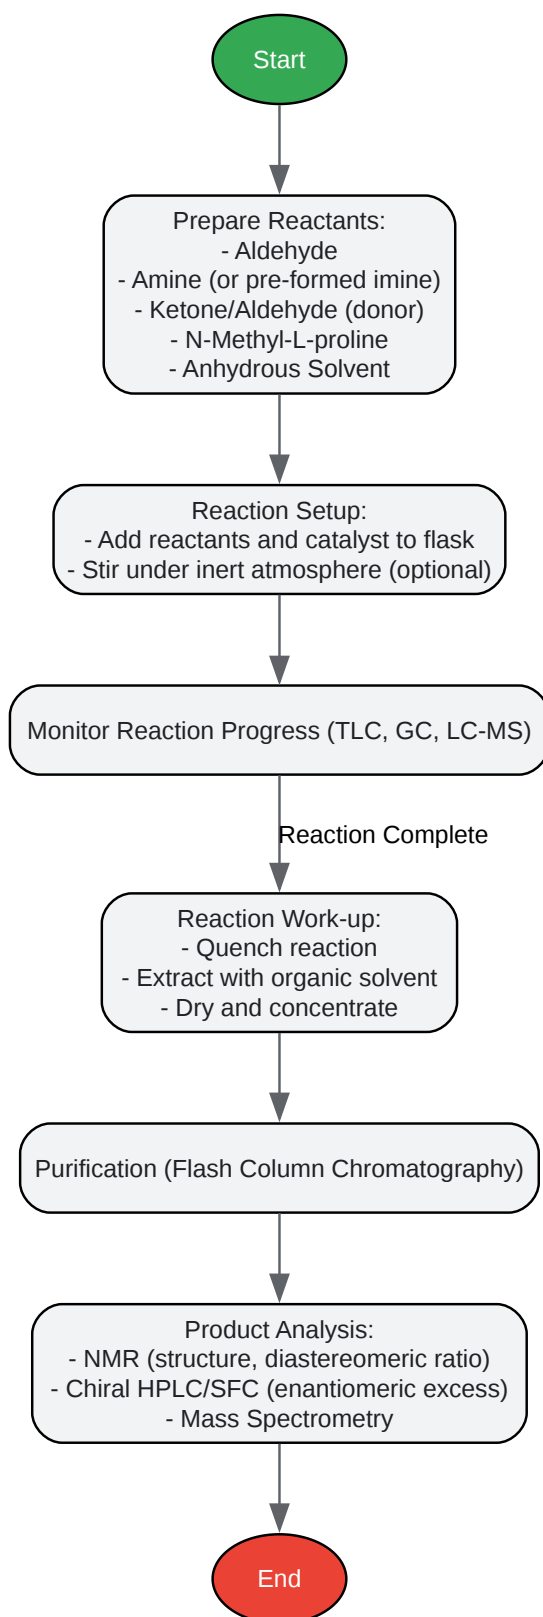 Start
Prepare Reactants:
- Aldehyde
- Amine (or pre-formed imine)
- Ketone/Aldehyde (donor)
- N-Methyl-L-proline
- Anhydrous Solvent
Reaction Setup:
- Add reactants and catalyst to flask
- Stir under inert atmosphere (optional)
Monitor Reaction Progress (TLC, GC, LC-MS)
Reaction Complete
Reaction Work-up:
- Quench reaction
- Extract with organic solvent
- Dry and concentrate
Purification (Flash Column Chromatography)
Product Analysis:
- NMR (structure, diastereomeric ratio)
- Chiral HPLC/SFC (enantiomeric excess)
- Mass Spectrometry
End